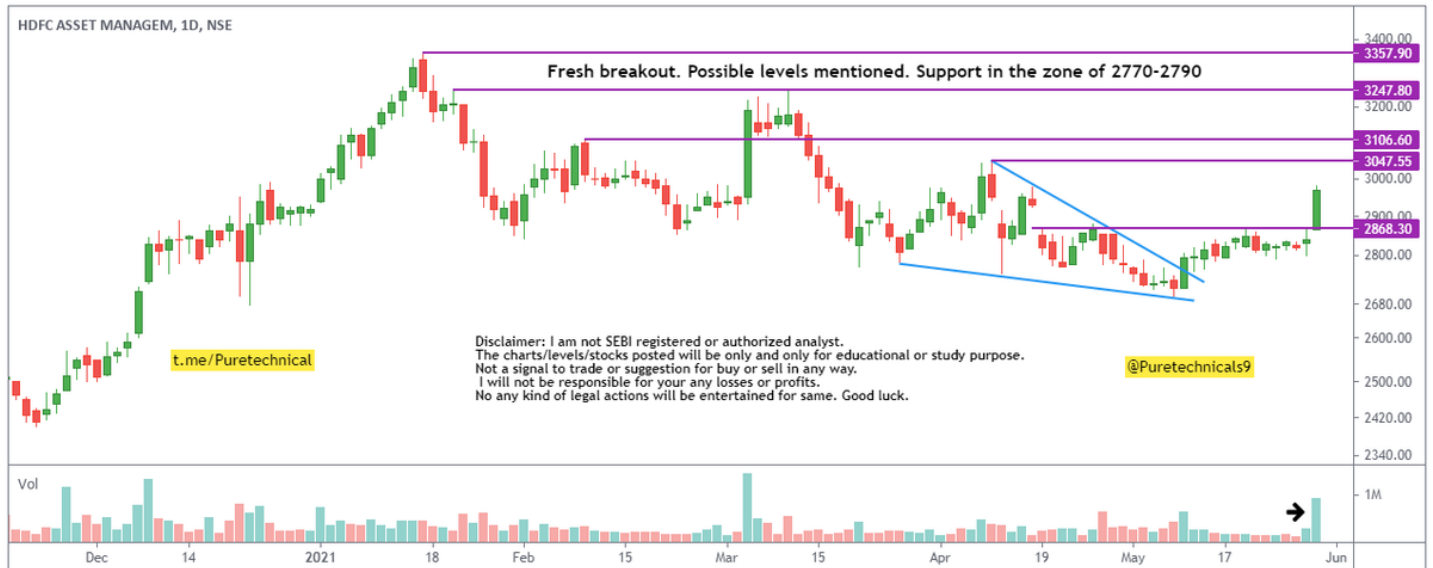 HDFC ASSET MANAGEM, 1D, NSE
3400.00
3357.90
Fresh breakout. Possible levels mentioned. Support in the zone of 2770-2790
3247.80
3200.00
3106.60
3047.55
3000.00
2900.00
2868.30
2800.00
2680.00
2600.00
t.me/Puretechnical
Disclaimer: I am not SEBI registered or authorized analyst.
The charts/levels/stocks posted will be only and only for educational or study purpose.
Not a signal to trade or suggestion for buy or sell in any way.
I will not be responsible for your any losses or profits.
No any kind of legal actions will be entertained for same. Good luck.
@Puretechnicals9
2500.00
2420.00
2340.00
Vol
1M
Dec 14 2021 18 Feb 15 Mar 15 Apr 19 May 17 Jun